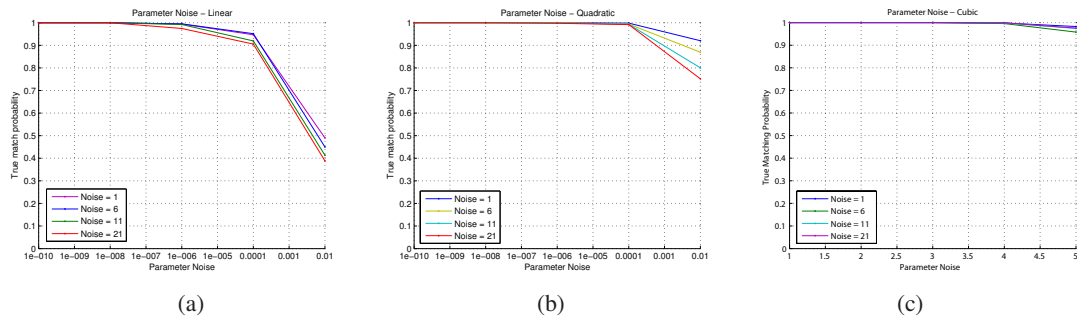 Parameter Noise – Linear
True match probability
1
0.9
0.8
0.7
0.6
0.5
0.4
0.3
0.2
0.1
0
Noise = 1
Noise = 6
Noise = 11
Noise = 21
1e−010 1e−009 1e−008 1e−007 1e−006 1e−005 0.0001 0.001 0.01
Parameter Noise
(a)
Parameter Noise – Quadratic
True match probability
1
0.9
0.8
0.7
0.6
0.5
0.4
0.3
0.2
0.1
0
Noise = 1
Noise = 6
Noise = 11
Noise = 21
1e−010 1e−009 1e−008 1e−007 1e−006 1e−005 0.0001 0.001 0.01
Parameter Noise
(b)
Parameter Noise – Cubic
True Matching Probability
1
0.9
0.8
0.7
0.6
0.5
0.4
0.3
0.2
0.1
0
Noise = 1
Noise = 6
Noise = 11
Noise = 21
1 1.5 2 2.5 3 3.5 4 4.5 5
Parameter Noise
(c)